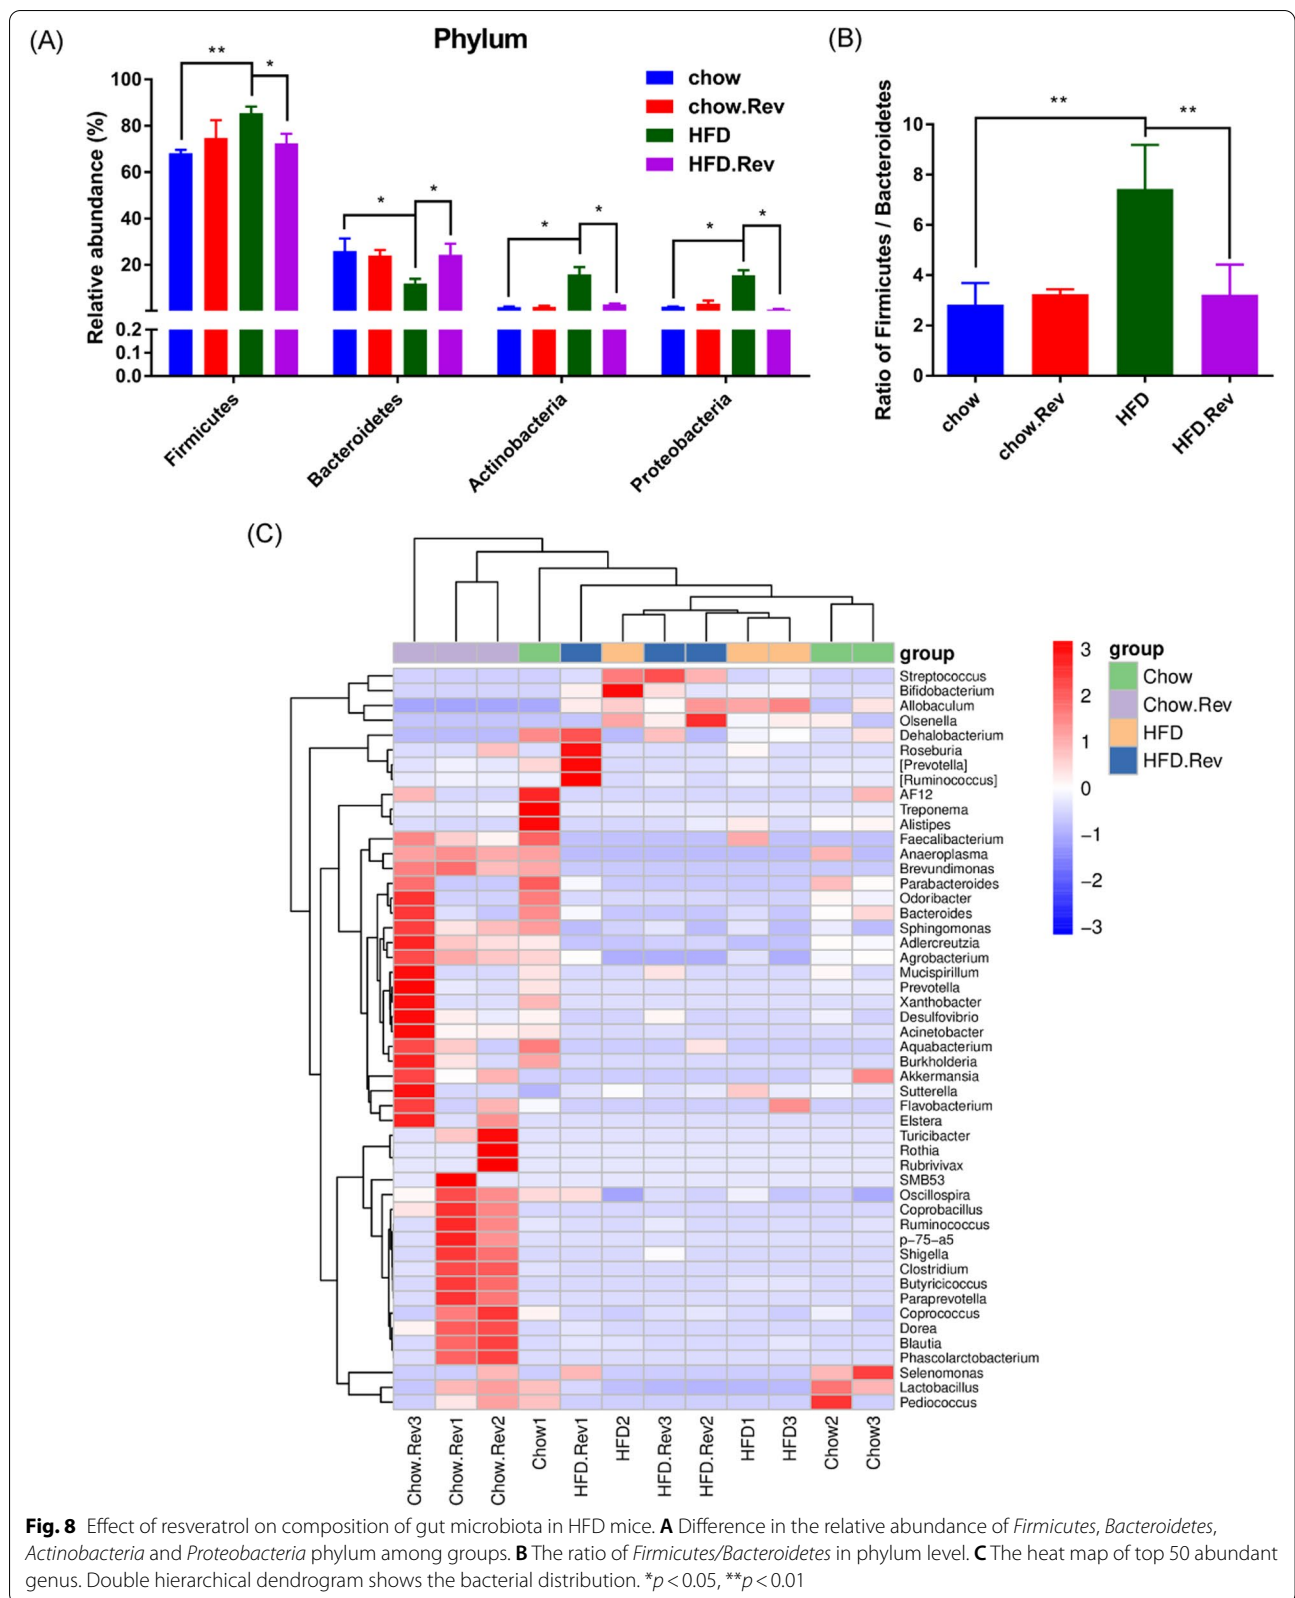 (A)
Phylum
**
*
*
*
*
*
*
*
Relative abundance (%)
100
80
60
40
20
0.2
0.1
0.0
chow
chow.Rev
HFD
HFD.Rev
Firmicutes
Bacteroidetes
Actinobacteria
Proteobacteria
(B)
**
**
Ratio of Firmicutes / Bacteroidetes
10
8
6
4
2
0
chow
chow.Rev
HFD
HFD.Rev
(C)
group
Streptococcus
Bifidobacterium
Allobaculum
Olsenella
Dehalobacterium
Roseburia
[Prevotella]
[Ruminococcus]
AF12
Treponema
Alistipes
Faecalibacterium
Anaeroplasma
Brevundimonas
Parabacteroides
Odoribacter
Bacteroides
Sphingomonas
Adlercreutzia
Agrobacterium
Mucispirillum
Prevotella
Xanthobacter
Desulfovibrio
Acinetobacter
Aquabacterium
Burkholderia
Akkermansia
Sutterella
Flavobacterium
Elstera
Turicibacter
Rothia
Rubrivivax
SMB53
Oscillospira
Coprobacillus
Ruminococcus
p−75−a5
Shigella
Clostridium
Butyricicoccus
Paraprevotella
Coprococcus
Dorea
Blautia
Phascolarctobacterium
Selenomonas
Lactobacillus
Pediococcus
3
2
1
0
−1
−2
−3
group
Chow
Chow.Rev
HFD
HFD.Rev
Chow.Rev3
Chow.Rev1
Chow.Rev2
Chow1
HFD.Rev1
HFD2
HFD.Rev3
HFD.Rev2
HFD1
HFD3
Chow2
Chow3
Fig. 8 Effect of resveratrol on composition of gut microbiota in HFD mice. A Difference in the relative abundance of Firmicutes, Bacteroidetes,
Actinobacteria and Proteobacteria phylum among groups. B The ratio of Firmicutes/Bacteroidetes in phylum level. C The heat map of top 50 abundant
genus. Double hierarchical dendrogram shows the bacterial distribution. *p < 0.05, **p < 0.01